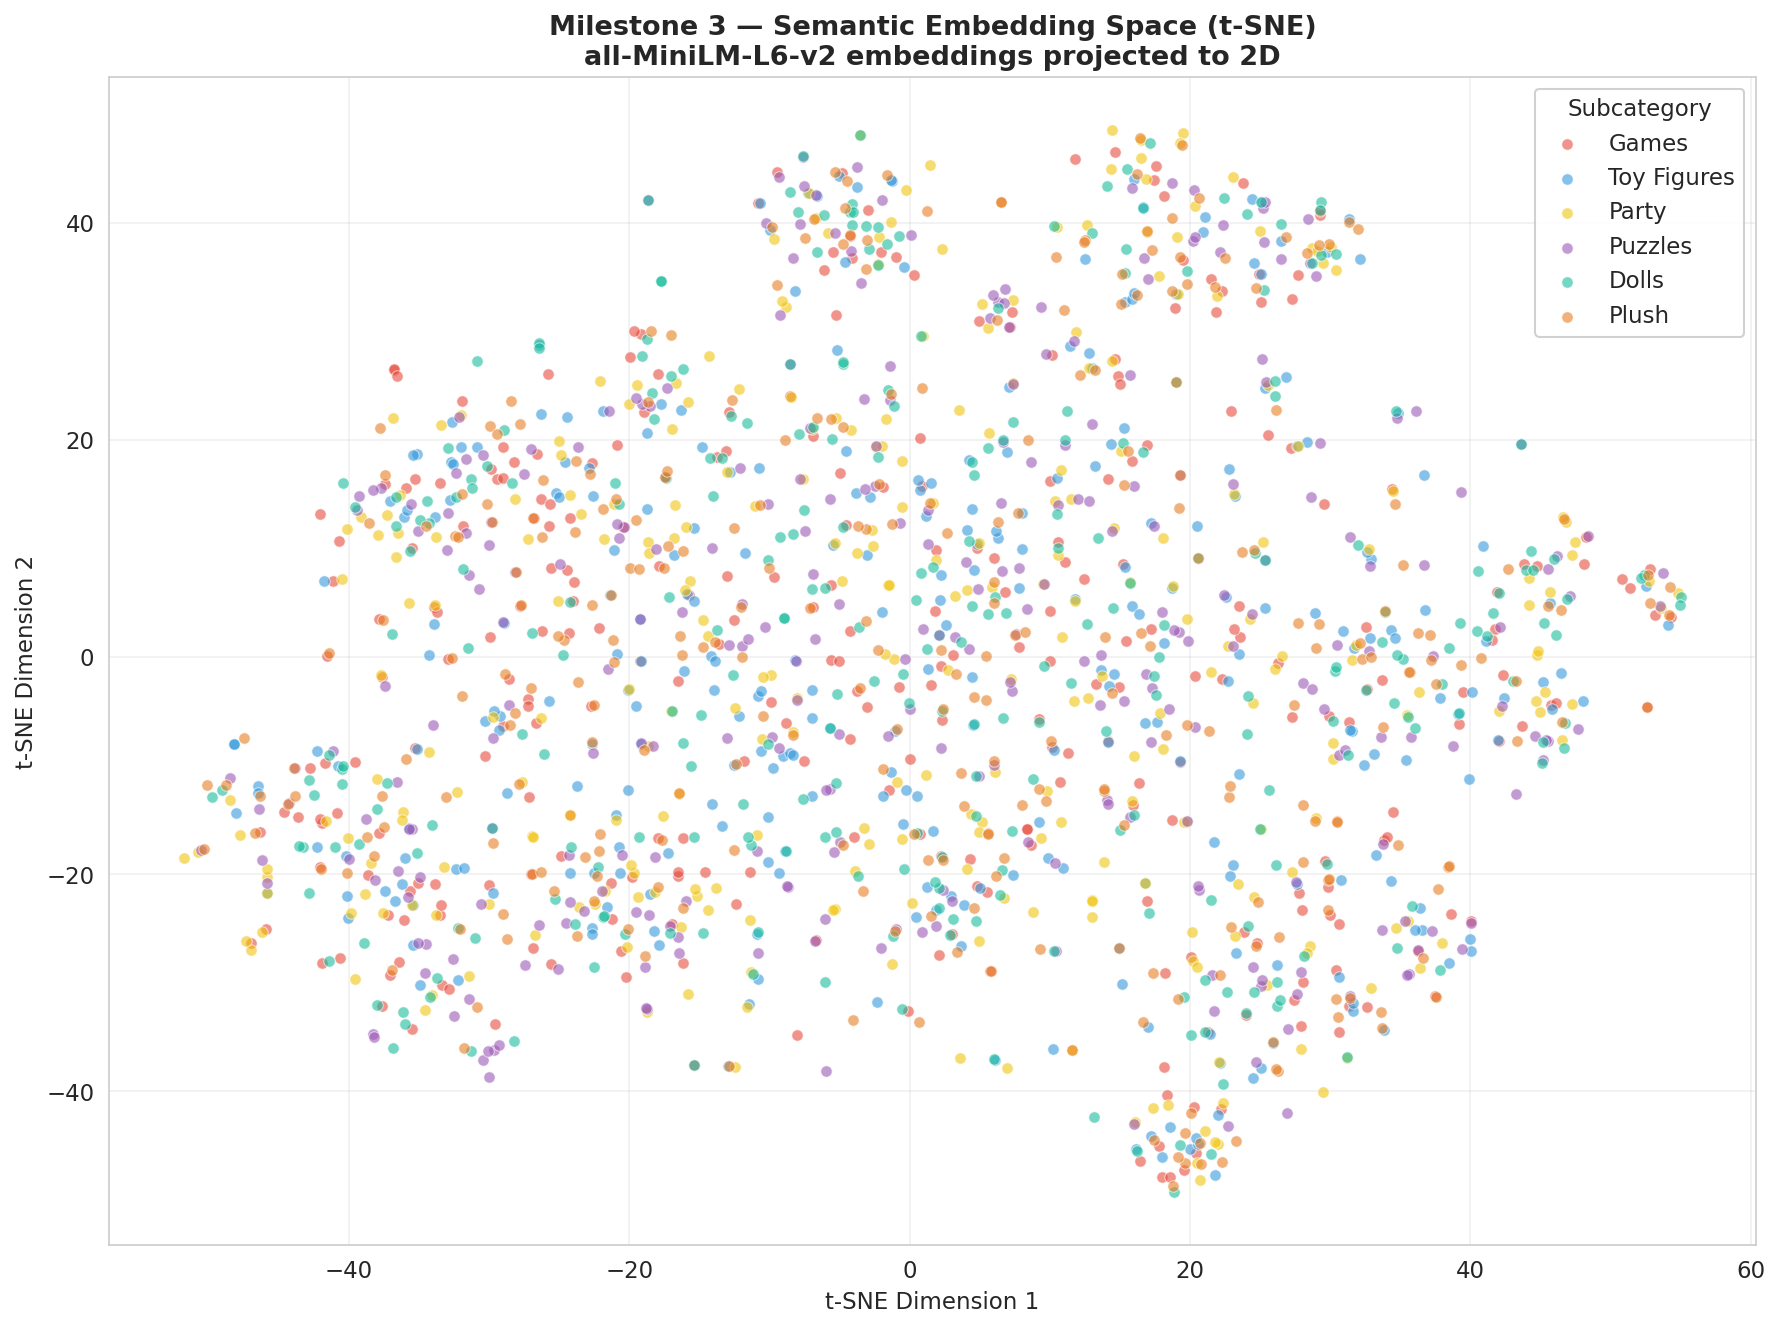 Milestone 3 — Semantic Embedding Space (t-SNE)
all-MiniLM-L6-v2 embeddings projected to 2D
Subcategory
Games
Toy Figures
Party
Puzzles
Dolls
Plush
t-SNE Dimension 2
40
20
0
−20
−40
−40
−20
0
20
40
60
t-SNE Dimension 1